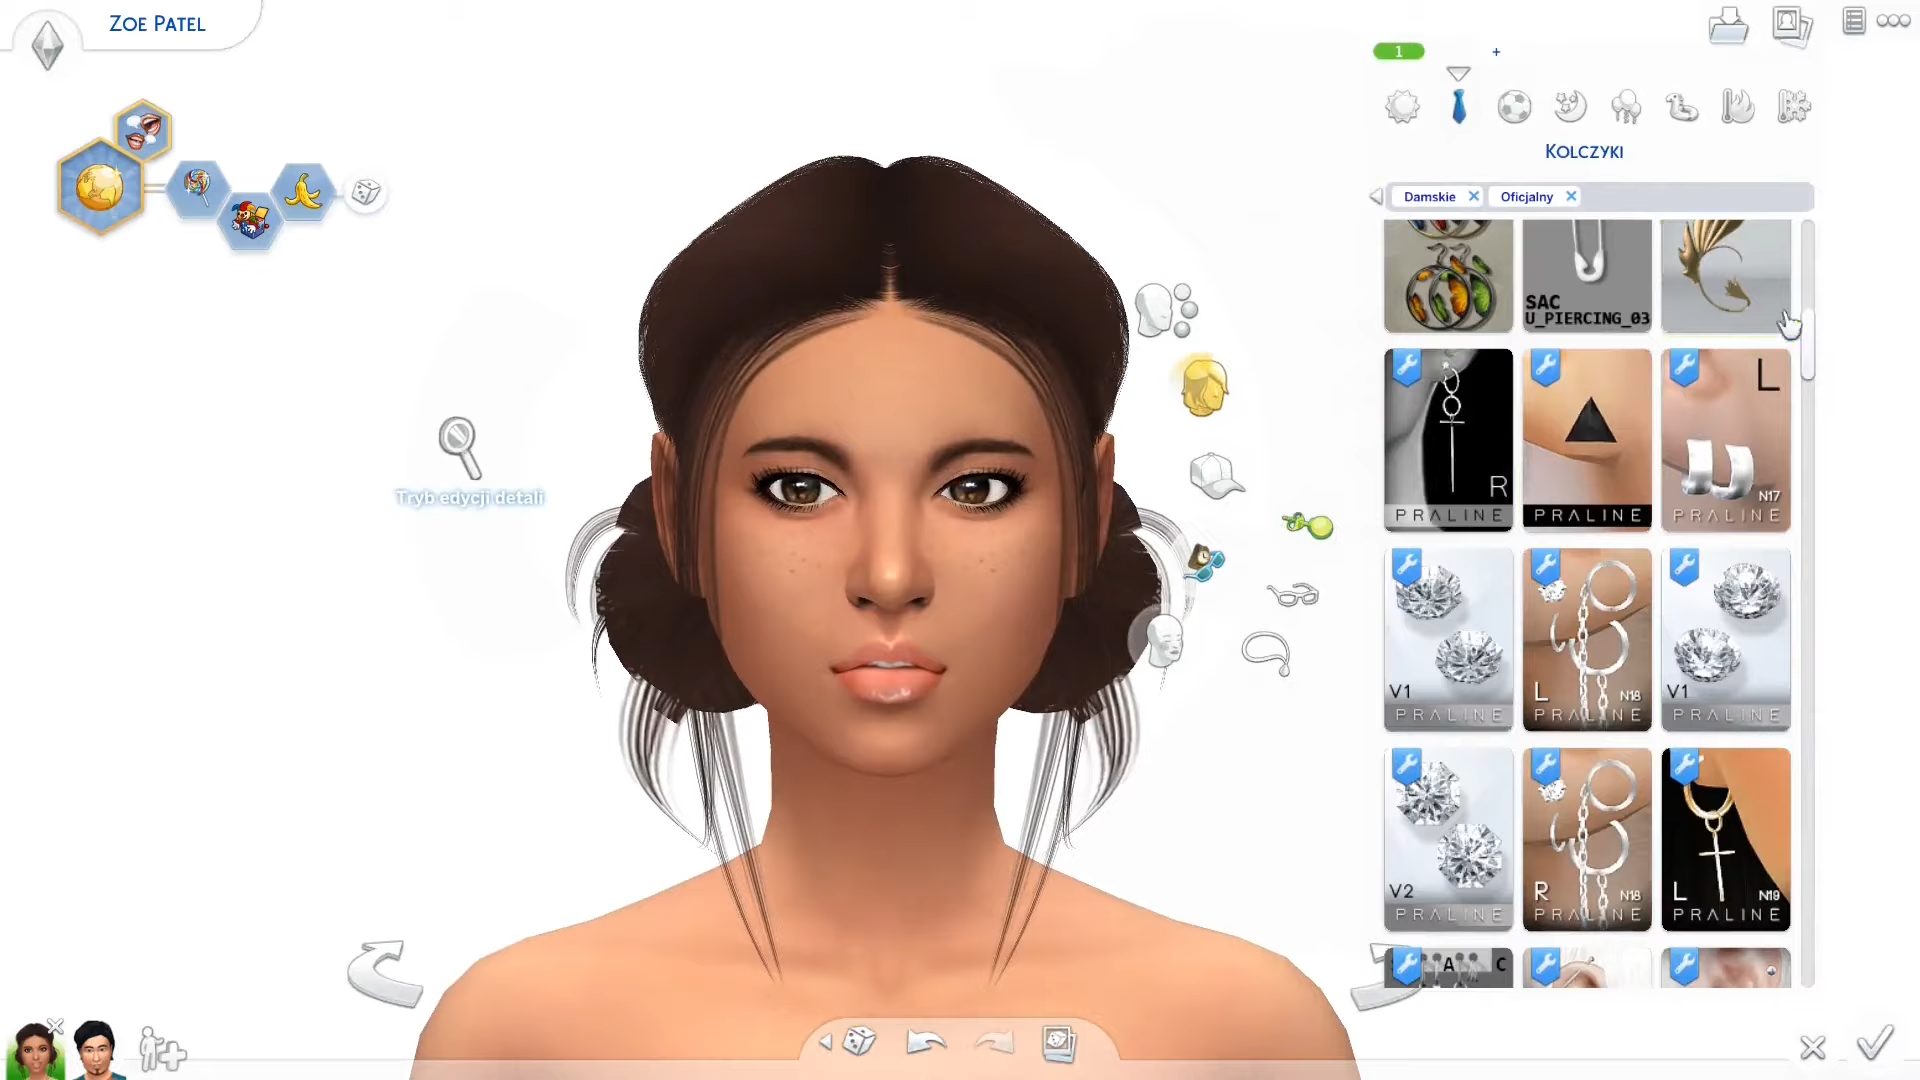 Zoe Patel
1
+
Kolczyki
Damskie
Oficjalny
SAC
U_PIERCING_03
R
PRALINE
PRALINE
L
N17
PRALINE
V1
PRALINE
L
N18
PRALINE
V1
PRALINE
V2
PRALINE
R
N18
PRALINE
L
N19
PRALINE
A C
Tryb edycji detali